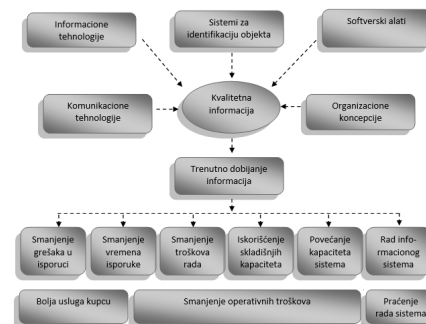 Informacione
tehnologije
Sistemi za
identifikaciju objekta
Softverski alati
Komunikacione
tehnologije
Kvalitetna
informacija
Organizacione
koncepcije
Trenutno dobijanje
informacija
Smanjenje
grešaka u
isporuci
Smanjenje
vremena
isporuke
Smanjenje
troškova
rada
Iskorišćenje
skladišnjih
kapaciteta
Povećanje
kapaciteta
sistema
Rad info-
rmacionog
sistema
Bolja usluga kupcu
Smanjenje operativnih troškova
Praćenje
rada sistema